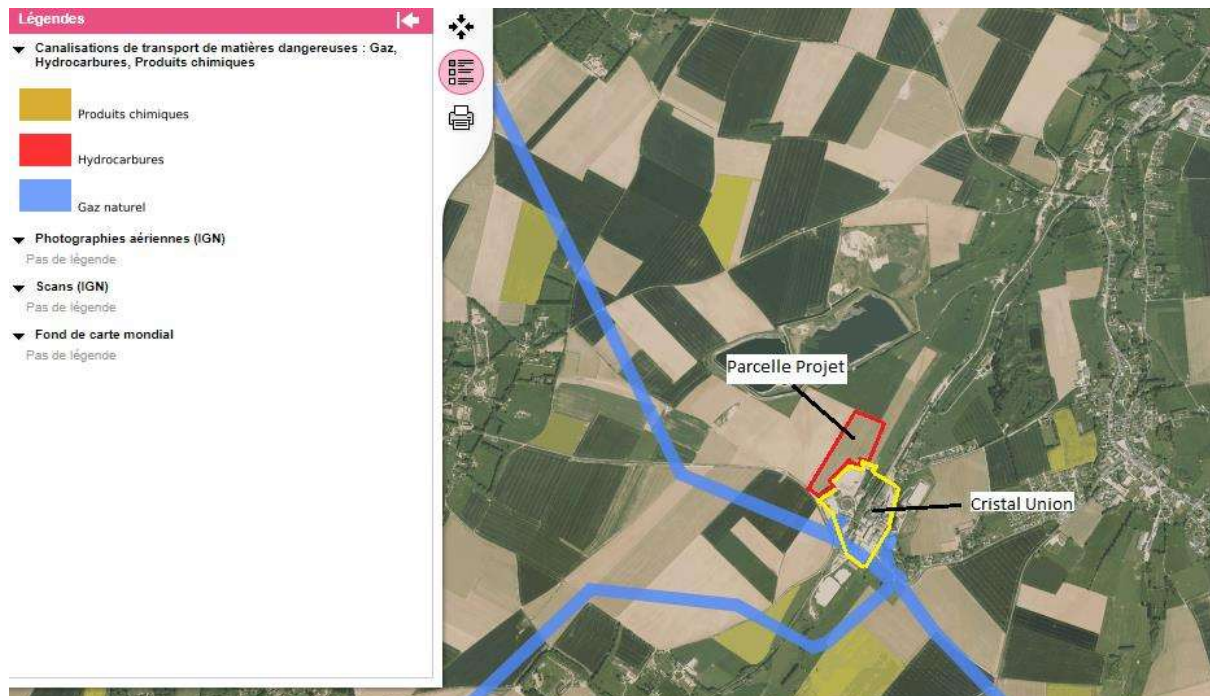 Légendes
Canalisations de transport de matières dangereuses : Gaz,
Hydrocarbures, Produits chimiques
Produits chimiques
Hydrocarbures
Gaz naturel
Photographies aériennes (IGN)
Pas de légende
Scans (IGN)
Pas de légende
Fond de carte mondial
Pas de légende
Parcelle Projet
Cristal Union